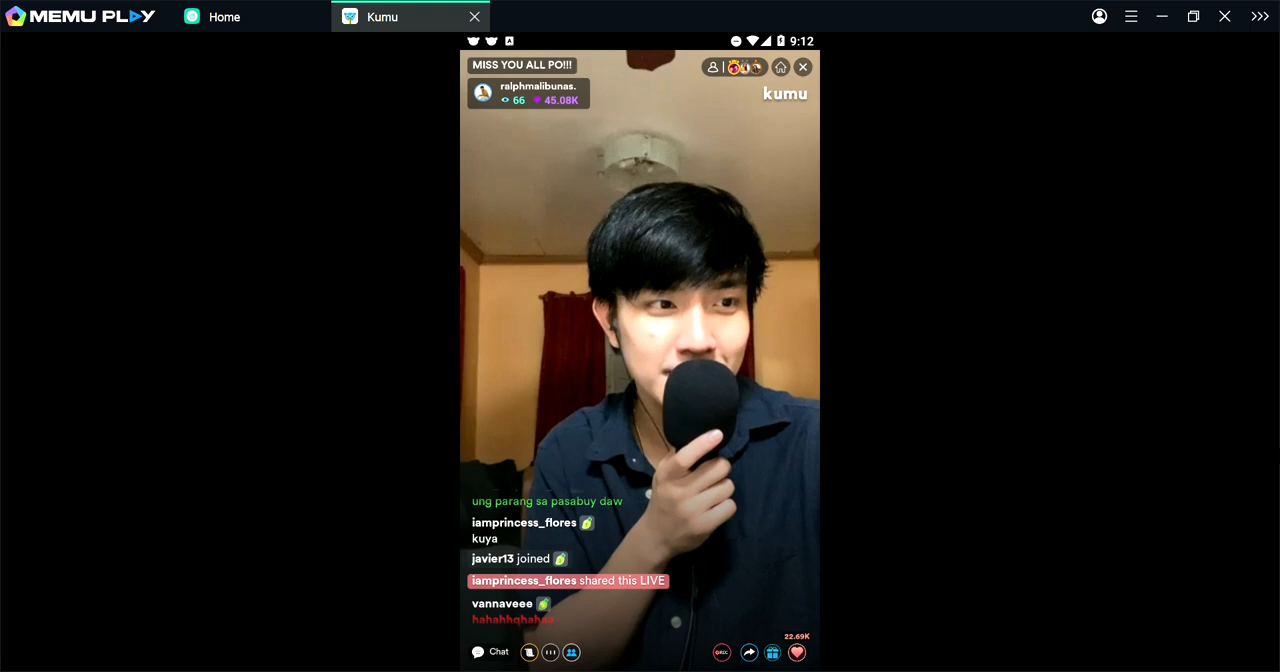 MEMU PLAY
Home
Kumu
9:12
MISS YOU ALL PO!!!
ralphmalibunas.
66 45.08K
kumu
ung parang sa pasabuy daw
iamprincess_flores
kuya
javier13 joined
iamprincess_flores shared this LIVE
vannaveee
hahahhqhahaa
22.69K
Chat
REC